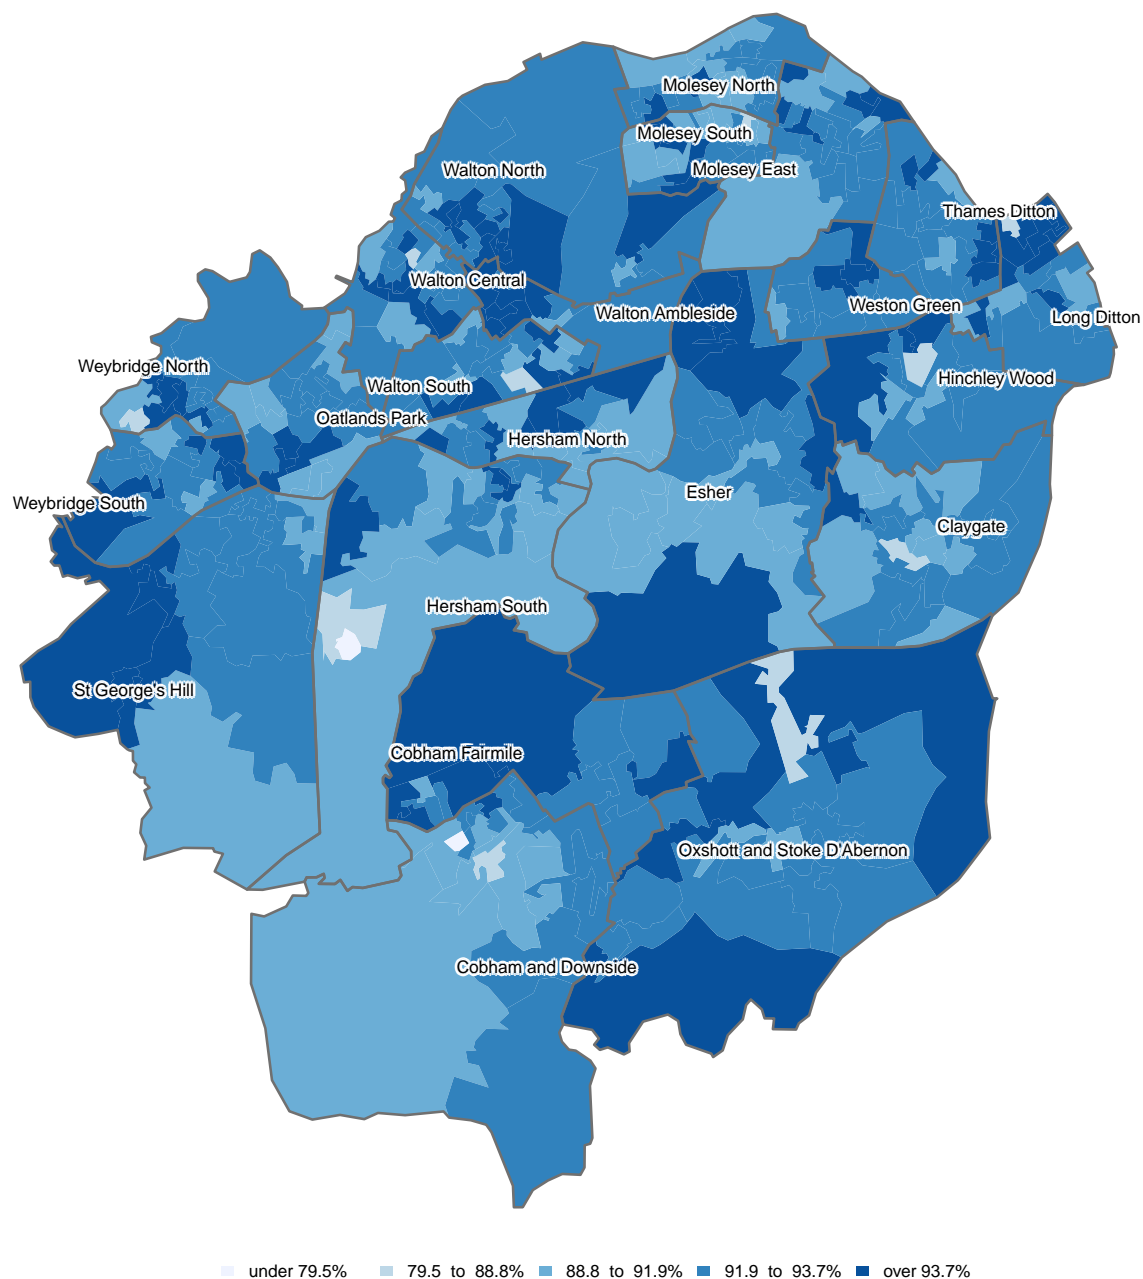 Molesey North
Molesey South
Walton North
Molesey East
Thames Ditton
Walton Central
Weston Green
Walton Ambleside
Long Ditton
Weybridge North
Hinchley Wood
Walton South
Oatlands Park
Hersham North
Esher
Weybridge South
Claygate
Hersham South
St George's Hill
Cobham Fairmile
Oxshott and Stoke D'Abernon
Cobham and Downside
under 79.5% 79.5 to 88.8% 88.8 to 91.9% 91.9 to 93.7% over 93.7%